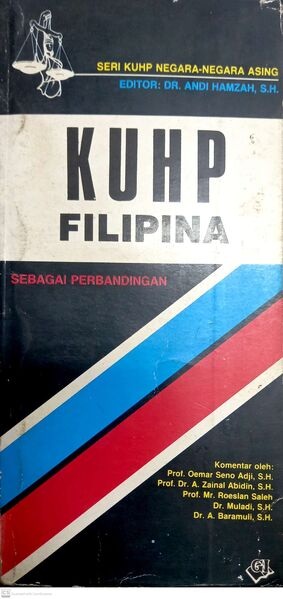 SERI KUHP NEGARA-NEGARA ASING
EDITOR: DR. ANDI HAMZAH, S.H.
KUHP
FILIPINA
SEBAGAI PERBANDINGAN
Komentar oleh:
Prof. Oemar Seno Adji, S.H.
Prof. Dr. A. Zainal Abidin, S.H.
Prof. Mr. Roeslan Saleh
Dr. Muladi, S.H.
Dr. A. Baramuli, S.H.
CS